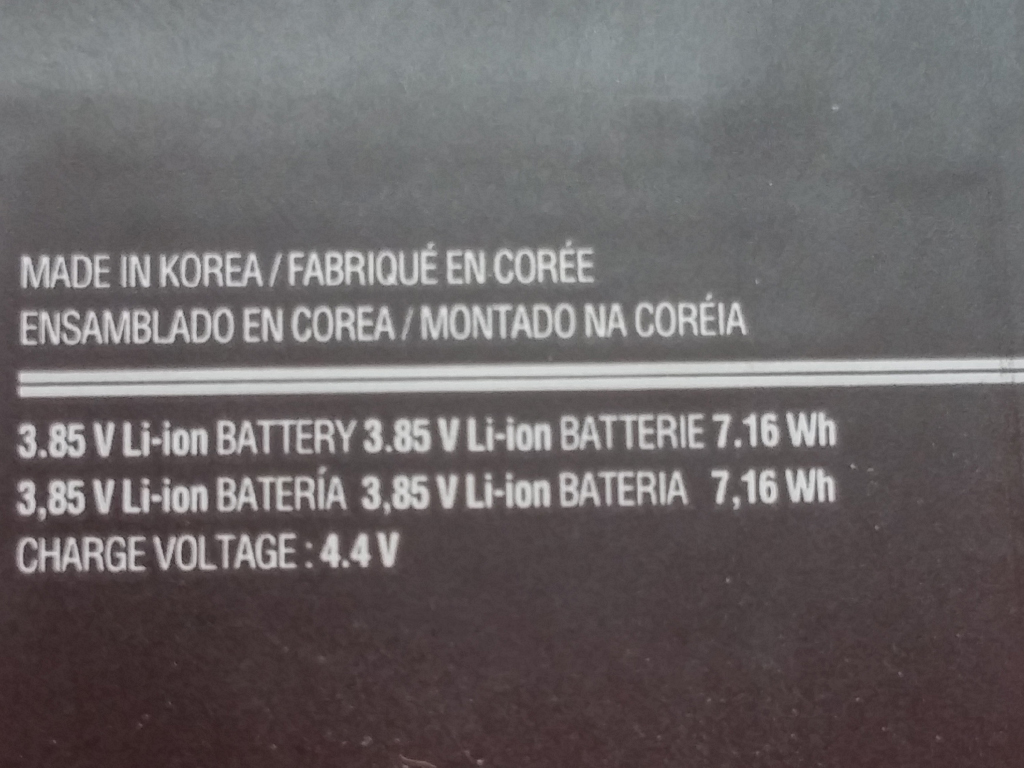 MADE IN KOREA / FABRIQUÉ EN CORÉE
ENSAMBLADO EN COREA / MONTADO NA CORÉIA
3.85 V Li-ion BATTERY 3.85 V Li-ion BATTERIE 7.16 Wh
3,85 V Li-ion BATERÍA 3,85 V Li-ion BATERIA 7,16 Wh
CHARGE VOLTAGE : 4.4 V